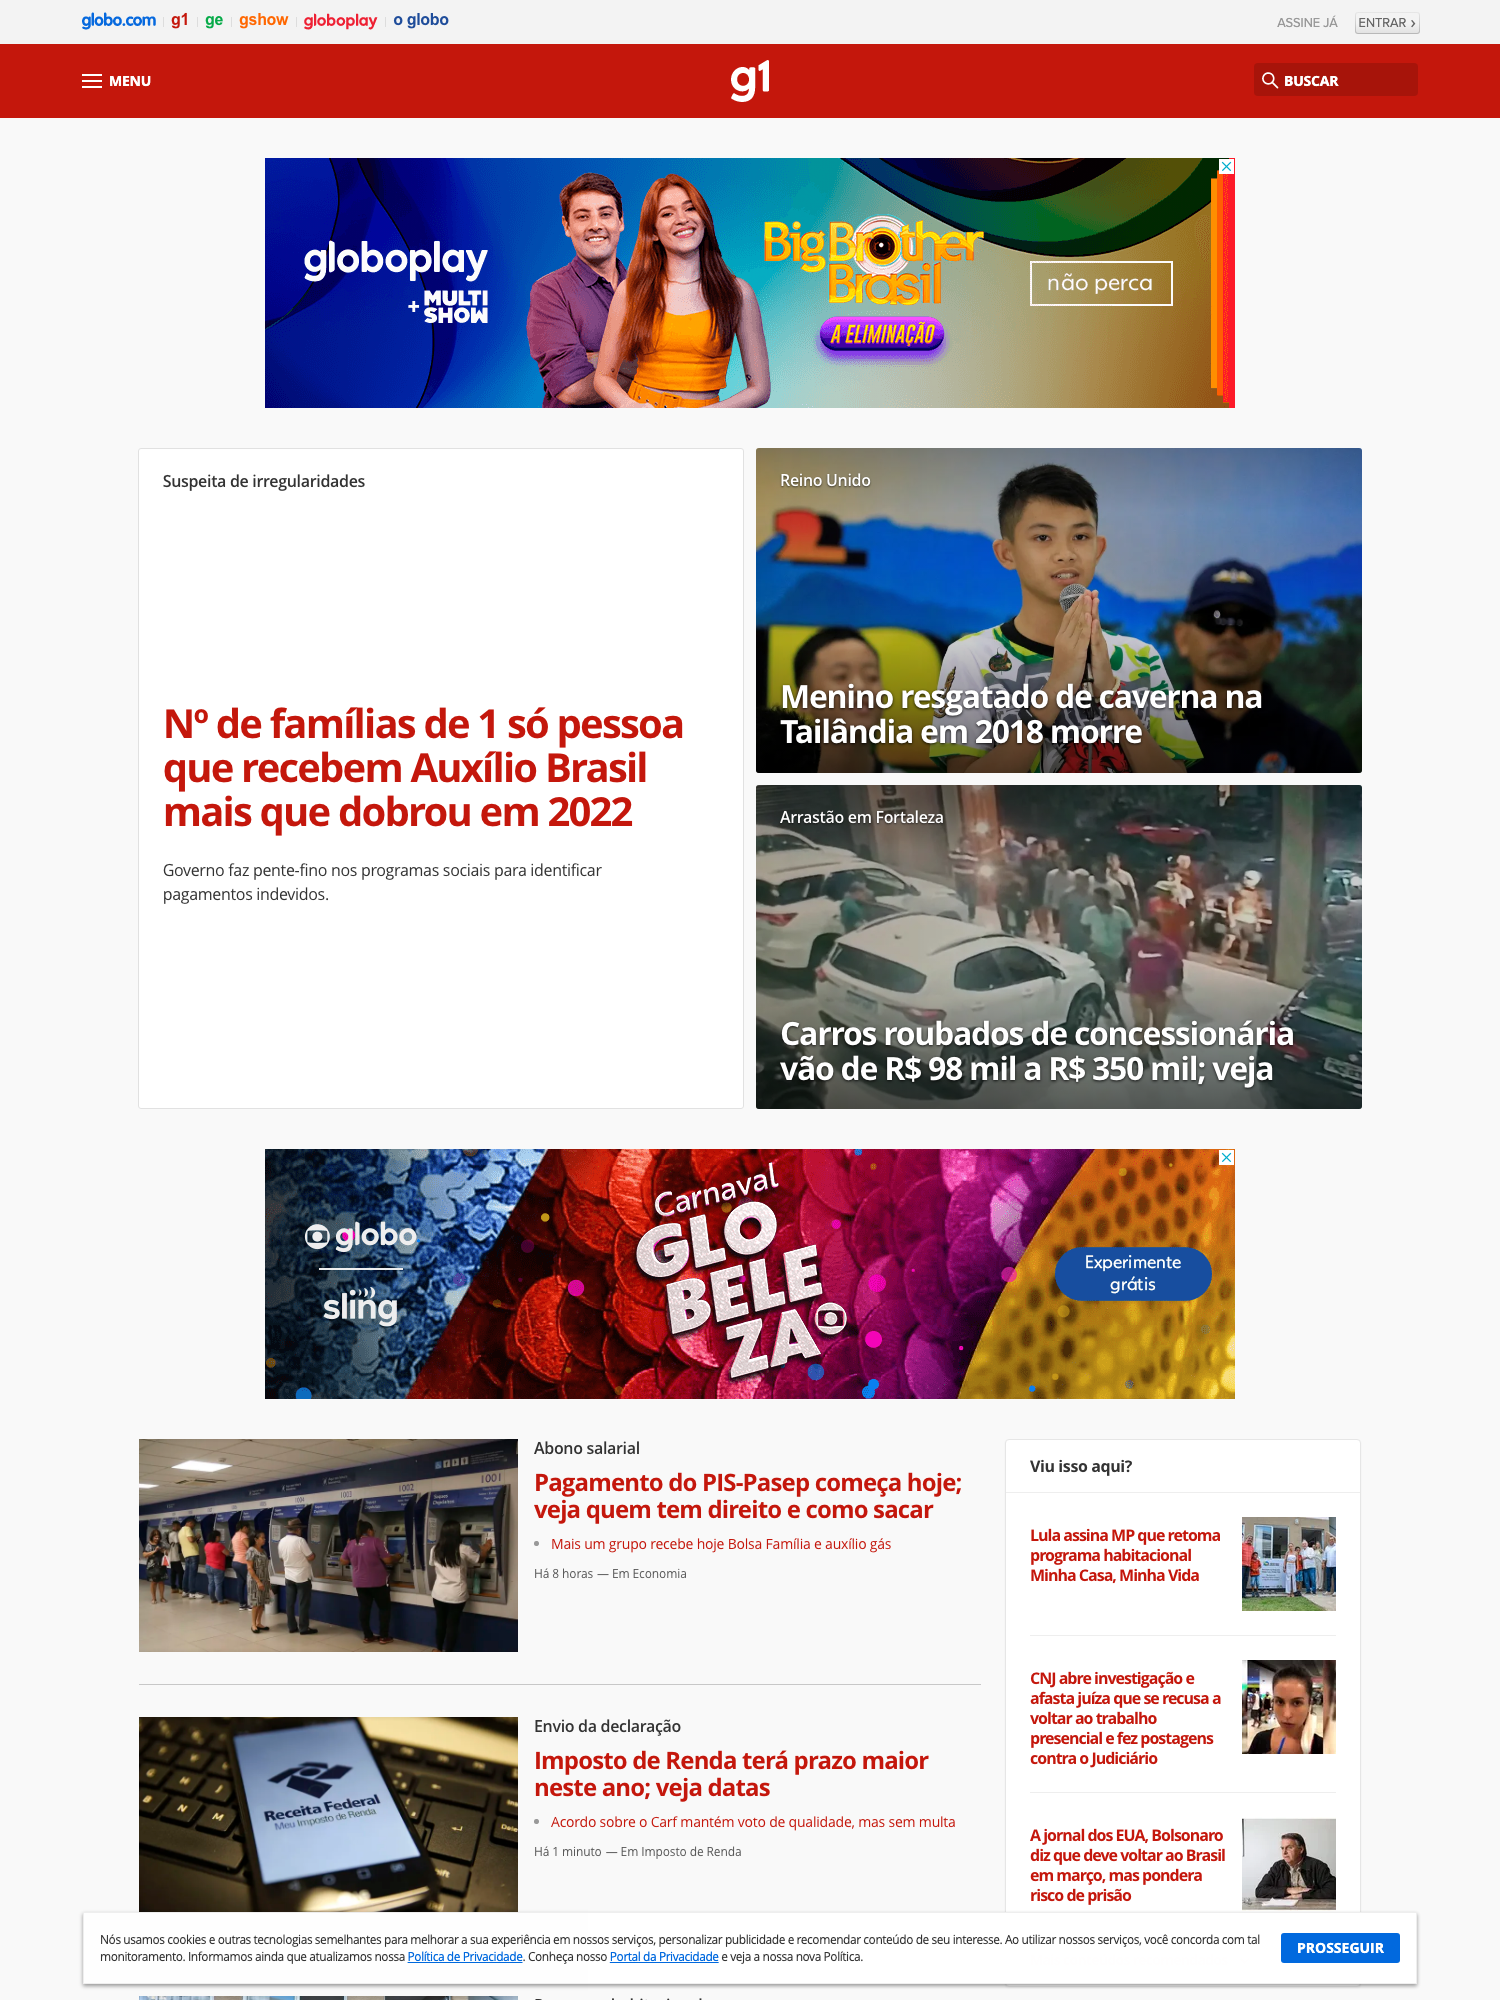 globo.com g1 ge gshow globoplay o globo ASSINE JÁ ENTRAR ›
MENU g1 BUSCAR
globoplay
+ MULTI
SHOW
Big Brother
Brasil
A ELIMINAÇÃO
não perca
Suspeita de irregularidades
Nº de famílias de 1 só pessoa
que recebem Auxílio Brasil
mais que dobrou em 2022
Governo faz pente-fino nos programas sociais para identificar
pagamentos indevidos.
Reino Unido
Menino resgatado de caverna na
Tailândia em 2018 morre
Arrastão em Fortaleza
Carros roubados de concessionária
vão de R$ 98 mil a R$ 350 mil; veja
globo
sling
Carnaval
GLO
BELE
ZA
Experimente
grátis
1001
1002
1003
Abono salarial
Pagamento do PIS-Pasep começa hoje;
veja quem tem direito e como sacar
Mais um grupo recebe hoje Bolsa Família e auxílio gás
Há 8 horas — Em Economia
Receita Federal
Meu Imposto de Renda
Envio da declaração
Imposto de Renda terá prazo maior
neste ano; veja datas
Acordo sobre o Carf mantém voto de qualidade, mas sem multa
Há 1 minuto — Em Imposto de Renda
Viu isso aqui?
Lula assina MP que retoma
programa habitacional
Minha Casa, Minha Vida
CNJ abre investigação e
afasta juíza que se recusa a
voltar ao trabalho
presencial e fez postagens
contra o Judiciário
A jornal dos EUA, Bolsonaro
diz que deve voltar ao Brasil
em março, mas pondera
risco de prisão
Nós usamos cookies e outras tecnologias semelhantes para melhorar a sua experiência em nossos serviços, personalizar publicidade e recomendar conteúdo de seu interesse. Ao utilizar nossos serviços, você concorda com tal
monitoramento. Informamos ainda que atualizamos nossa Política de Privacidade. Conheça nosso Portal da Privacidade e veja a nossa nova Política.
PROSSEGUIR